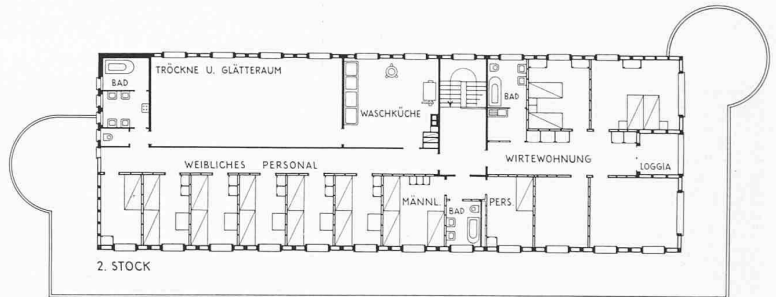 BAD
TRÖCKNE U. GLÄTTERAUM
WASCHKÜCHE
BAD
WEIBLICHES PERSONAL
WIRTEWOHNUNG
LOGGIA
MÄNNL. PERS.
BAD
2. STOCK